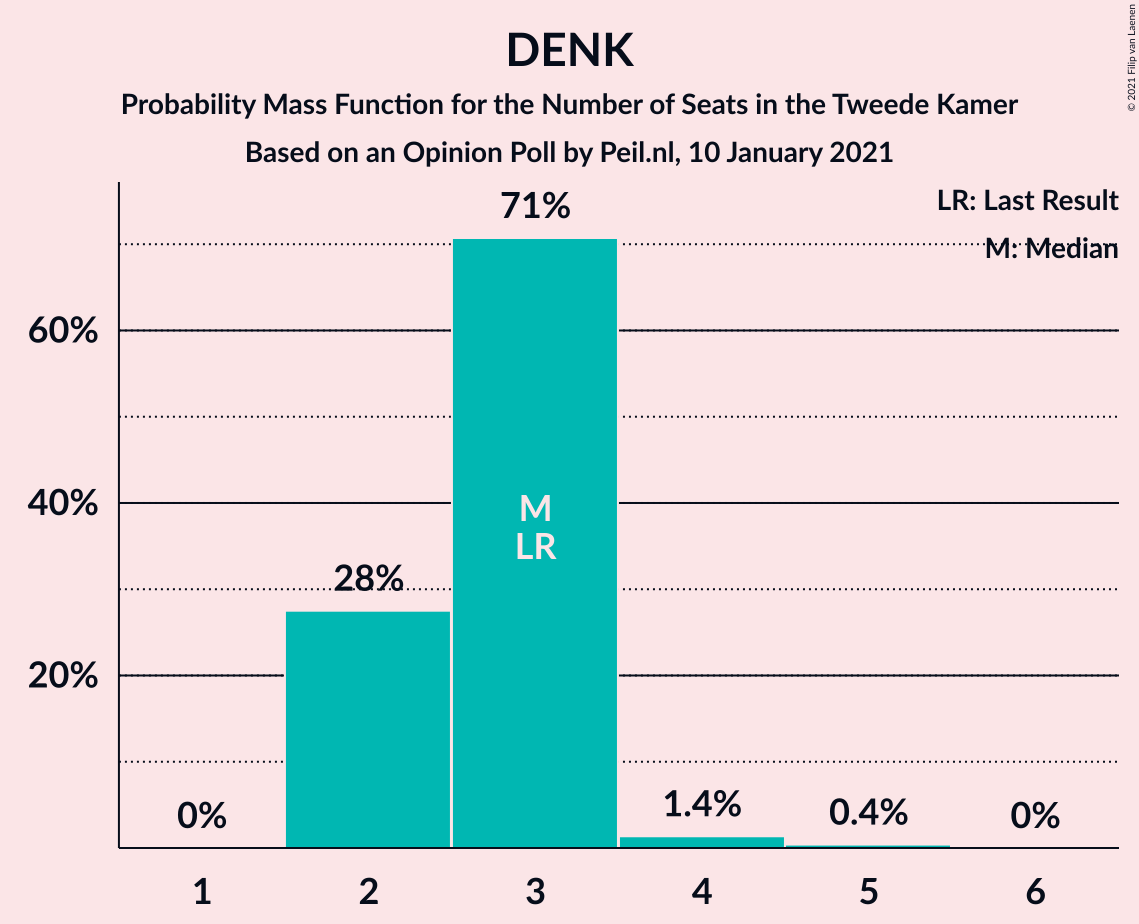 DENK
Probability Mass Function for the Number of Seats in the Tweede Kamer
Based on an Opinion Poll by Peil.nl, 10 January 2021
© 2021 Filip van Laenen
LR: Last Result
M: Median
71%
60%
M
40%
LR
28%
20%
1.4%
0.4%
0%
0%
1 2 3 4 5 6